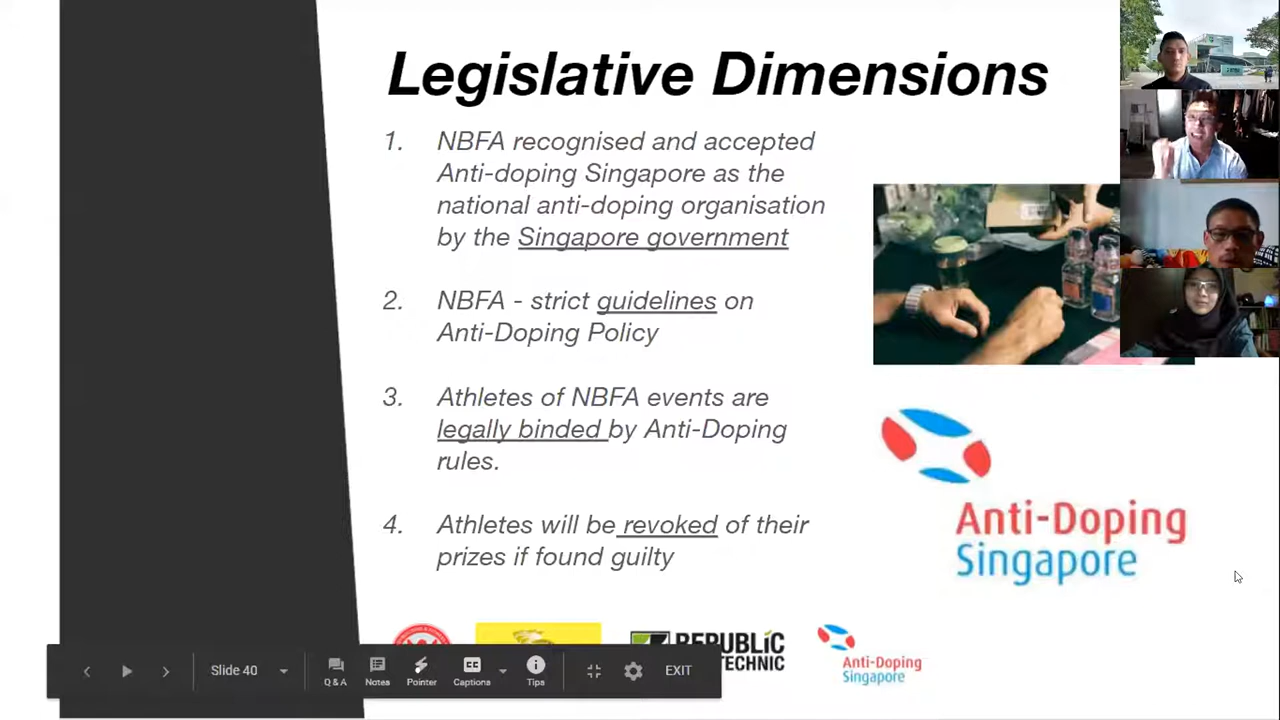 Legislative Dimensions
1. NBFA recognised and accepted
Anti-doping Singapore as the
national anti-doping organisation
by the Singapore government
2. NBFA - strict guidelines on
Anti-Doping Policy
3. Athletes of NBFA events are
legally binded by Anti-Doping
rules.
4. Athletes will be revoked of their
prizes if found guilty
Anti-Doping
Singapore
REPUBLIC
Anti-Doping
Singapore
Slide 40
Q & A
Notes
Pointer
CC
Captions
Tips
EXIT